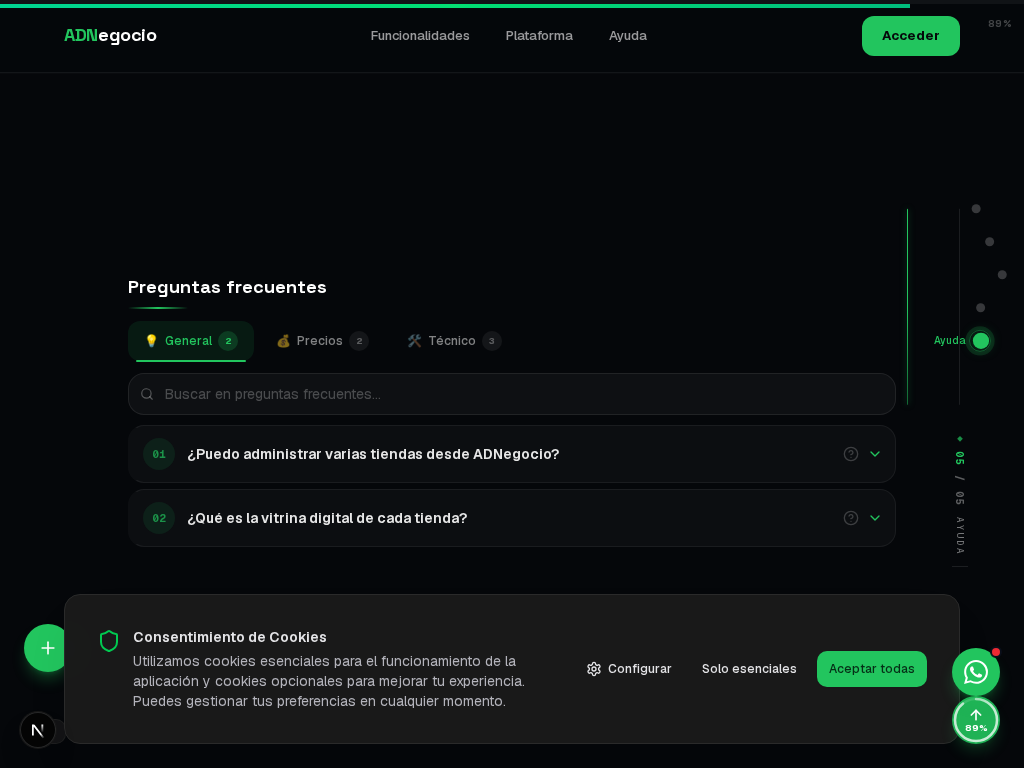 ADNegocio
Funcionalidades
Plataforma
Ayuda
Acceder
89%
Preguntas frecuentes
General 2
Precios 2
Técnico 3
Buscar en preguntas frecuentes...
01 ¿Puedo administrar varias tiendas desde ADNegocio?
02 ¿Qué es la vitrina digital de cada tienda?
Ayuda
05 / 05 AYUDA
Consentimiento de Cookies
Utilizamos cookies esenciales para el funcionamiento de la
aplicación y cookies opcionales para mejorar tu experiencia.
Puedes gestionar tus preferencias en cualquier momento.
Configurar
Solo esenciales
Aceptar todas
N
89%